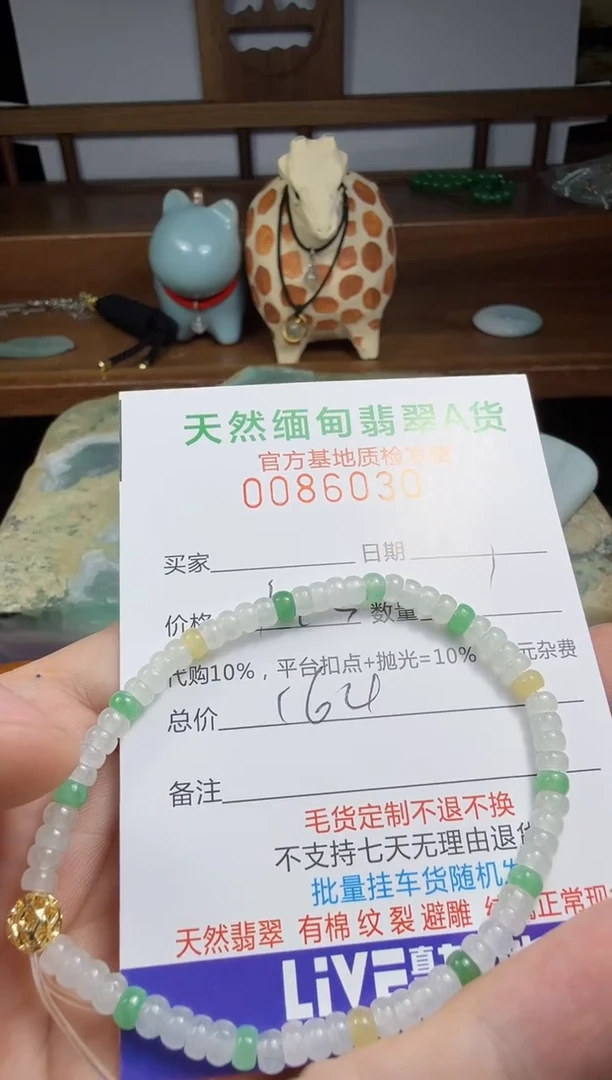 天然缅甸翡翠A货
官方基地质检
0086030
买家 日期
价格 数量
代购10%，平台扣点+抛光=10% 元杂费
总价 164
备注
毛货定制不退不换
不支持七天无理由退
批量挂车货随机
天然翡翠 有棉 纹 裂 避雕 正常现
LiVE